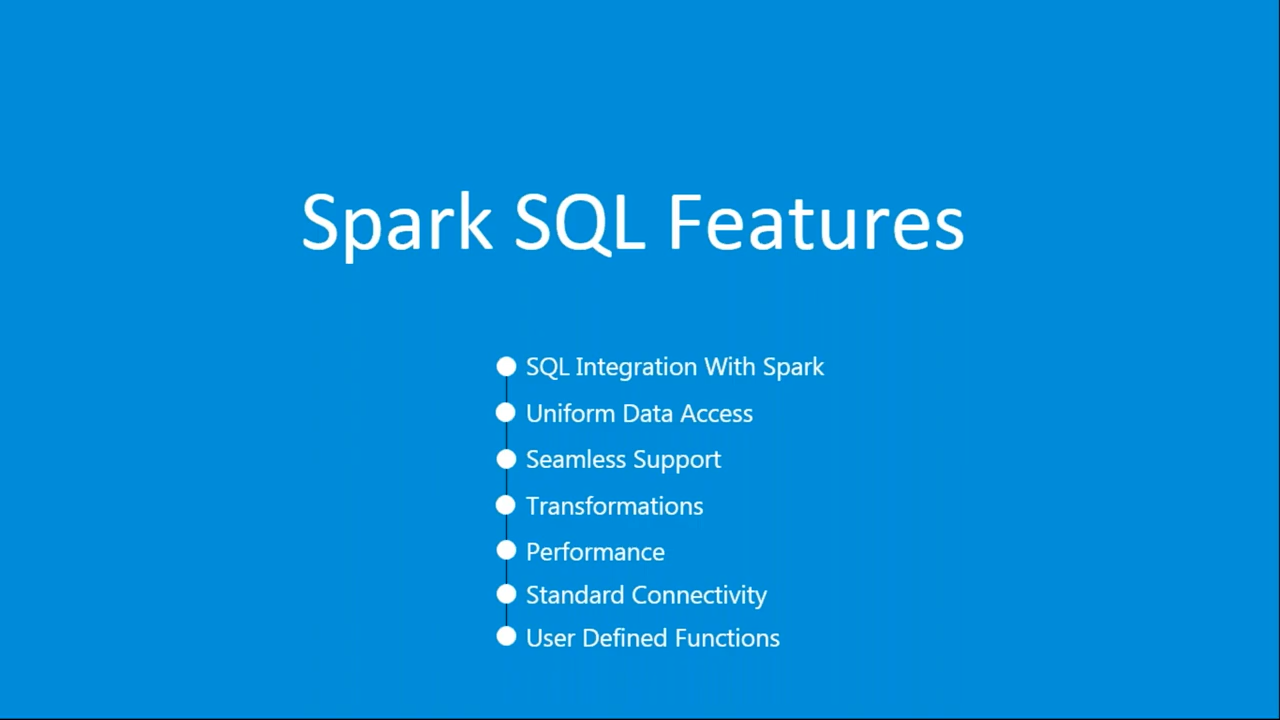 Spark SQL Features
SQL Integration With Spark
Uniform Data Access
Seamless Support
Transformations
Performance
Standard Connectivity
User Defined Functions